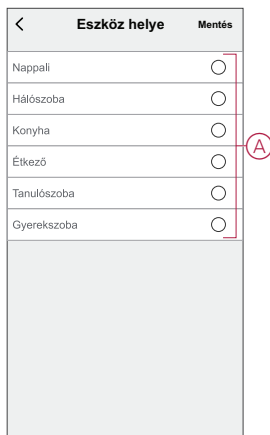 Eszköz helye Mentés
Nappali
Hálószoba
Konyha
A
Étkező
Tanulószoba
Gyerekszoba